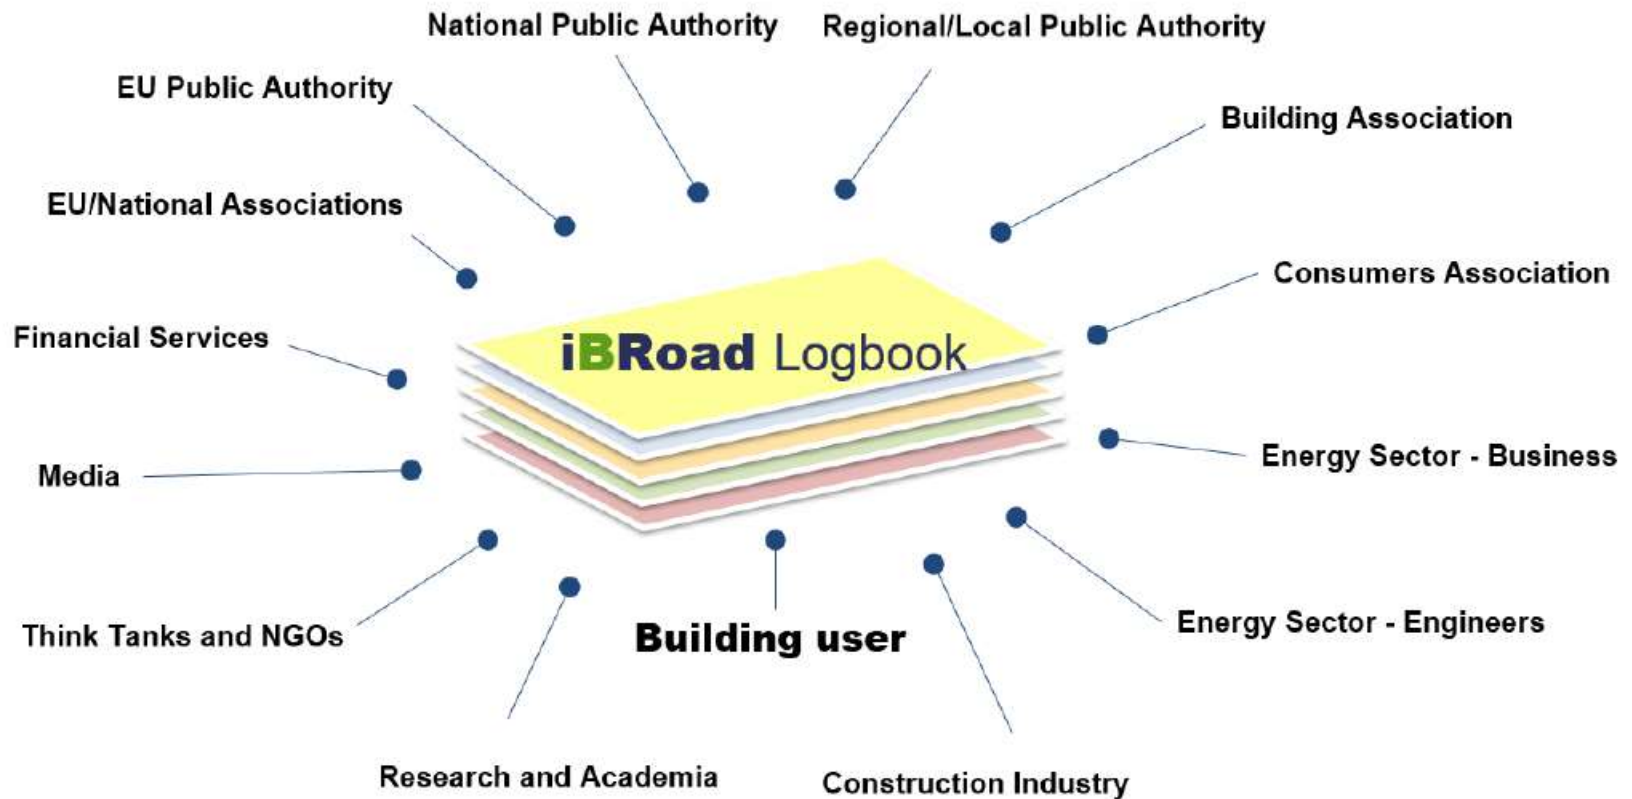 National Public Authority
Regional/Local Public Authority
EU Public Authority
Building Association
EU/National Associations
Consumers Association
Financial Services
iBRoad Logbook
Energy Sector - Business
Media
Energy Sector - Engineers
Think Tanks and NGOs
Building user
Research and Academia
Construction Industry